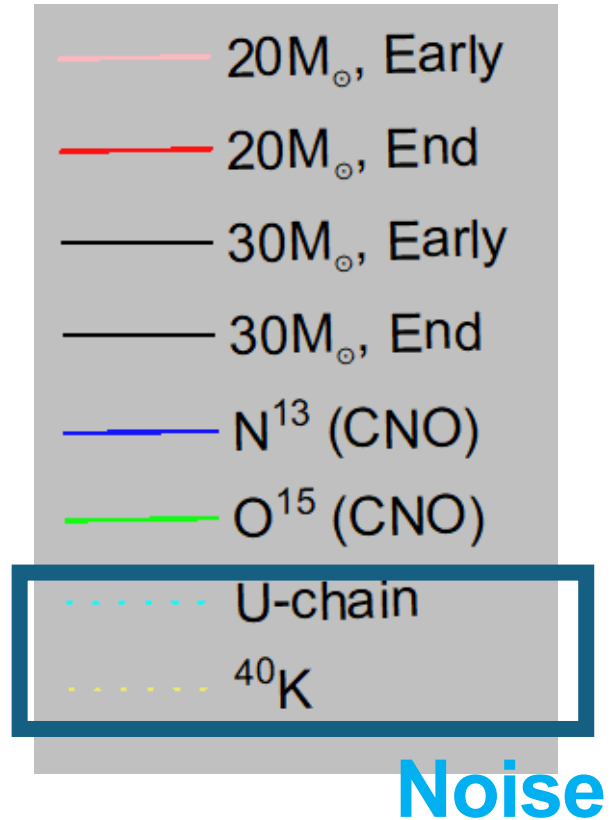 20M☉, Early
20M☉, End
30M☉, Early
30M☉, End
N¹³ (CNO)
O¹⁵ (CNO)
U-chain
⁴⁰K
Noise